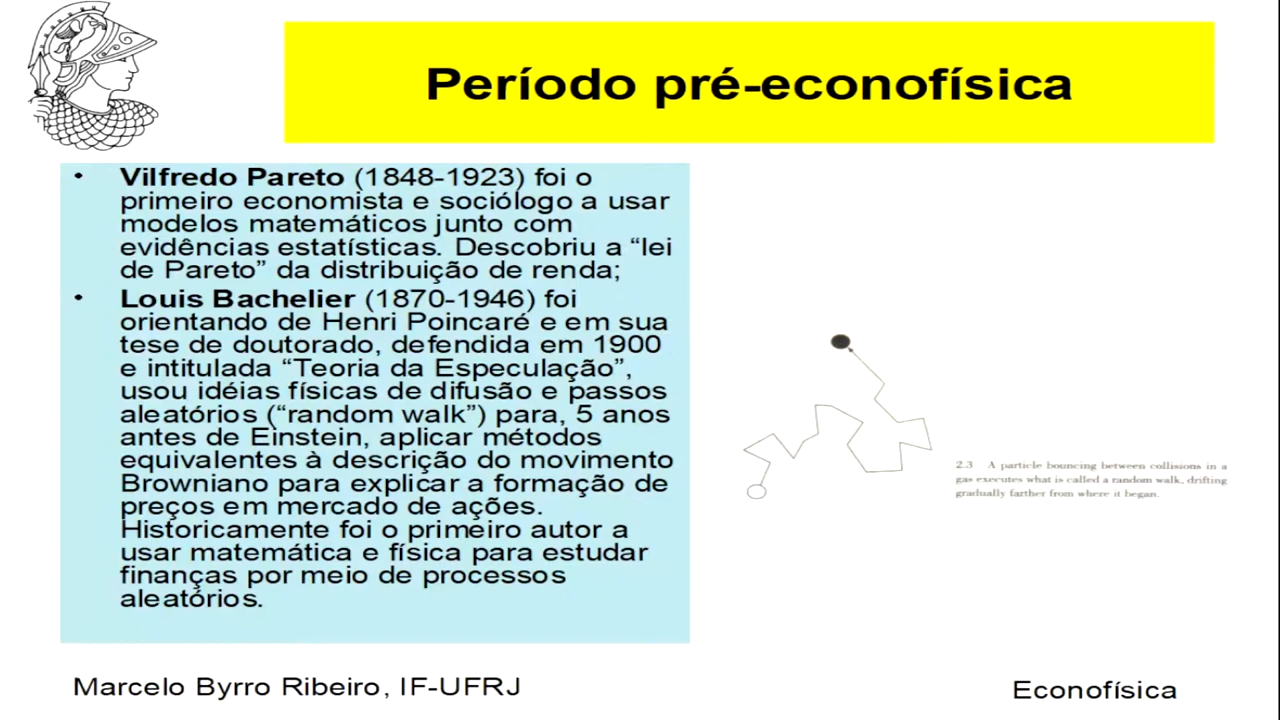 Período pré-econofísica
• Vilfredo Pareto (1848-1923) foi o
primeiro economista e sociólogo a usar
modelos matemáticos junto com
evidências estatísticas. Descobriu a “lei
de Pareto” da distribuição de renda;
• Louis Bachelier (1870-1946) foi
orientando de Henri Poincaré e em sua
tese de doutorado, defendida em 1900
e intitulada “Teoria da Especulação”,
usou idéias físicas de difusão e passos
aleatórios (“random walk”) para, 5 anos
antes de Einstein, aplicar métodos
equivalentes à descrição do movimento
Browniano para explicar a formação de
preços em mercado de ações.
Historicamente foi o primeiro autor a
usar matemática e física para estudar
finanças por meio de processos
aleatórios.
2.3 A particle bouncing between collisions in a
gas executes what is called a random walk, drifting
gradually farther from where it began.
Marcelo Byrro Ribeiro, IF-UFRJ
Econofísica